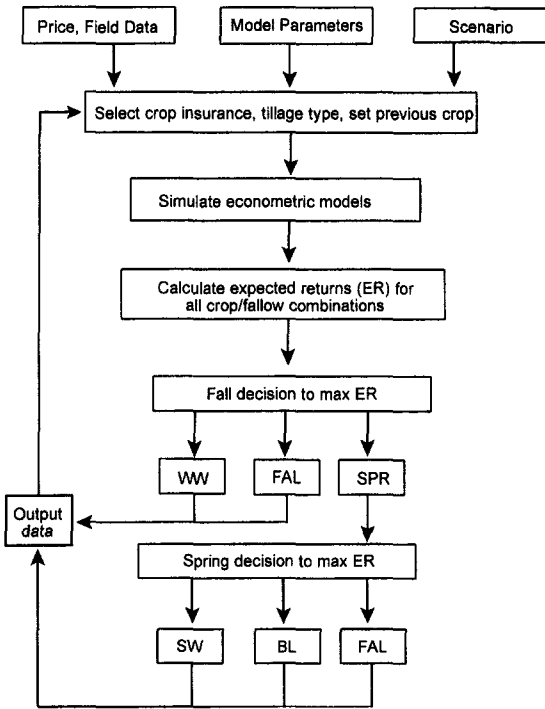 Price, Field Data
Model Parameters
Scenario
Select crop insurance, tillage type, set previous crop
Simulate econometric models
Calculate expected returns (ER) for
all crop/fallow combinations
Fall decision to max ER
WW
FAL
SPR
Output
data
Spring decision to max ER
SW
BL
FAL